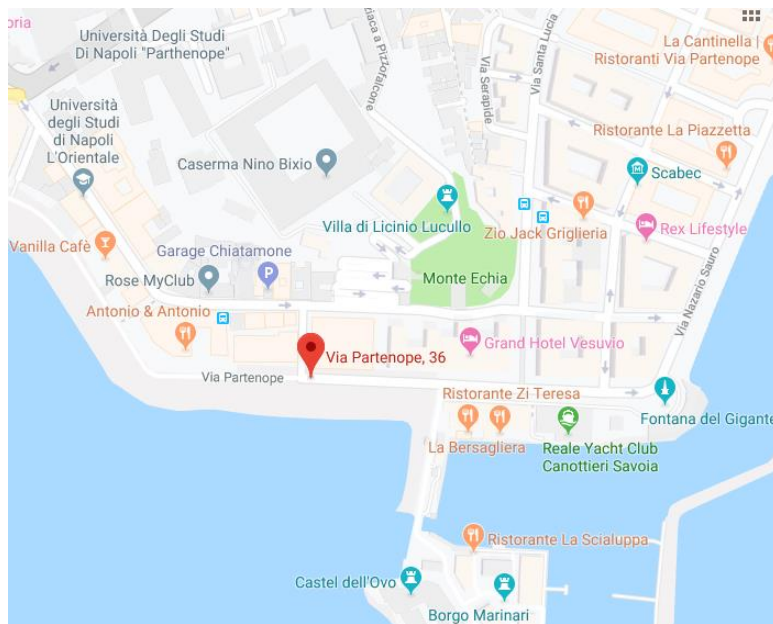 oria
Università Degli Studi
Di Napoli "Parthenope"
Università
degli Studi
di Napoli
L'Orientale
Caserma Nino Bixio
Via Serapide
Via Santa Lucia
La Cantinella |
Ristoranti Via Partenope
Ristorante La Piazzetta
Scabec
Villa di Licinio Lucullo
Zio Jack Griglieria
Rex Lifestyle
Vanilla Cafè
Garage Chiatamone
P
Rose MyClub
Monte Echia
Via Nazario Sauro
Antonio & Antonio
Via Partenope, 36
Grand Hotel Vesuvio
Via Partenope
Ristorante Zi Teresa
Fontana del Gigante
La Bersagliera
Reale Yacht Club
Canottieri Savoia
Ristorante La Scialuppa
Castel dell'Ovo
Borgo Marinari